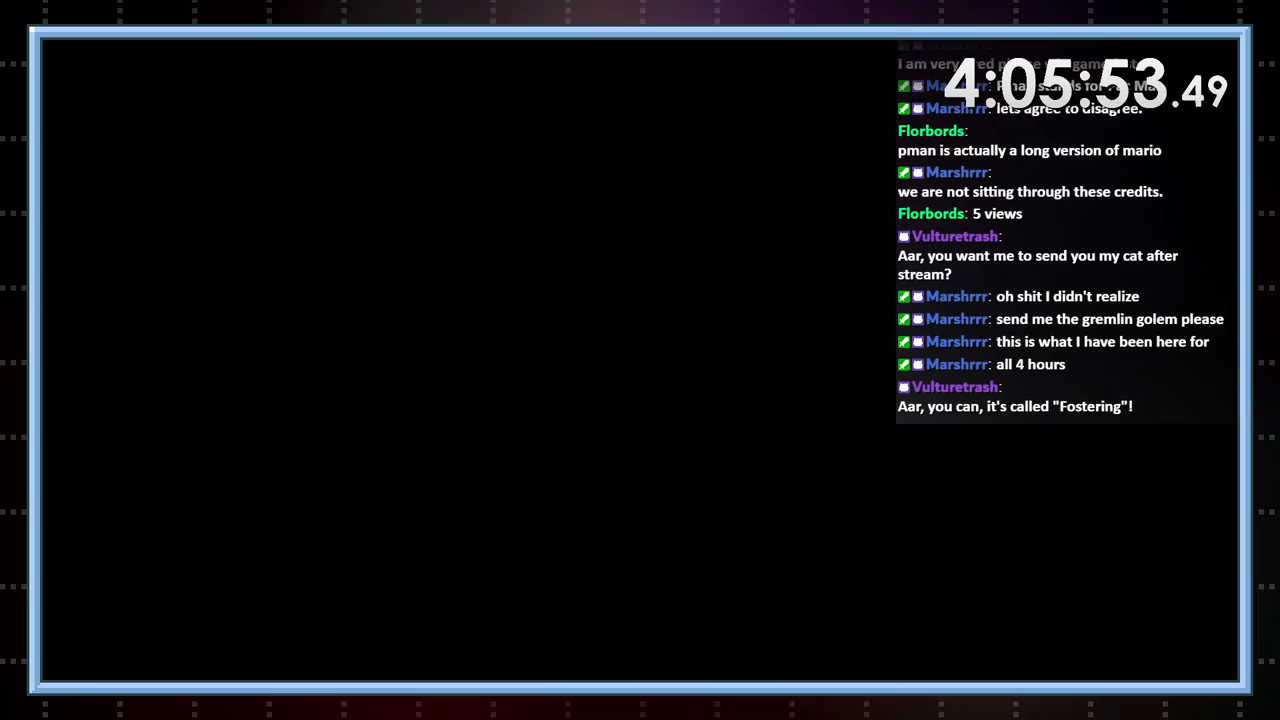 4:05:53.49
I am very
Marshrrr: lets agree to disagree.
Florbords:
pman is actually a long version of mario
Marshrrr:
we are not sitting through these credits.
Florbords: 5 views
Vulturetrash:
Aar, you want me to send you my cat after
stream?
Marshrrr: oh shit I didn't realize
Marshrrr: send me the gremlin golem please
Marshrrr: this is what I have been here for
Marshrrr: all 4 hours
Vulturetrash:
Aar, you can, it's called "Fostering"!